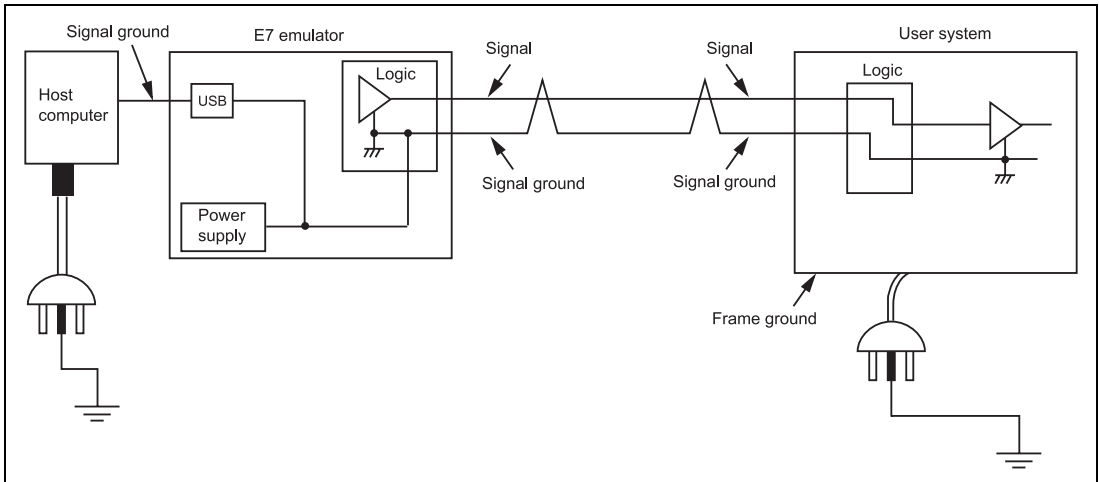 Signal ground
E7 emulator
User system
Signal
Signal
Logic
Logic
Host
computer
USB
Signal ground
Signal ground
Power
supply
Frame ground